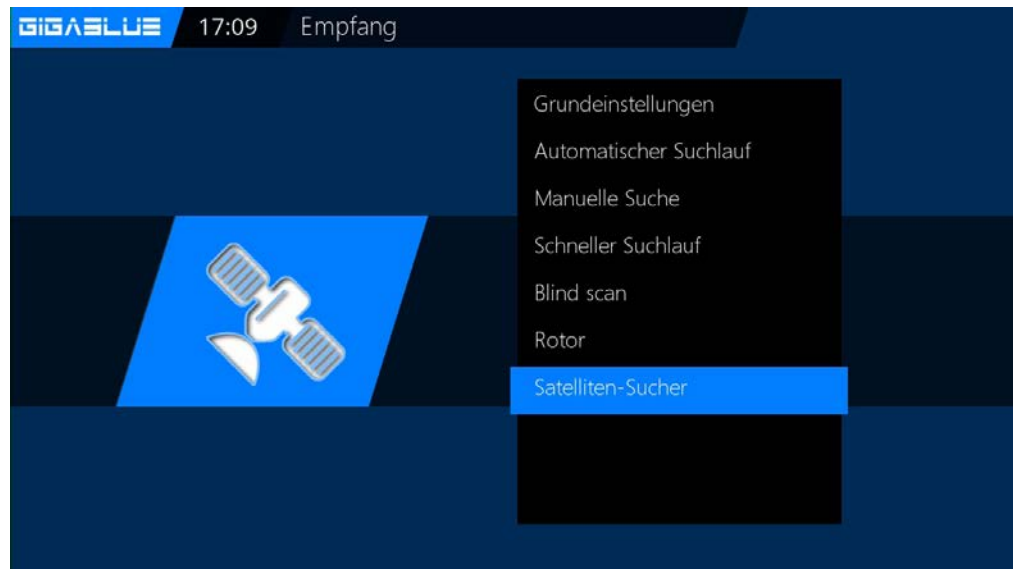 GIGABLUE 17:09 Empfang
Grundeinstellungen
Automatischer Suchlauf
Manuelle Suche
Schneller Suchlauf
Blind scan
Rotor
Satelliten-Sucher